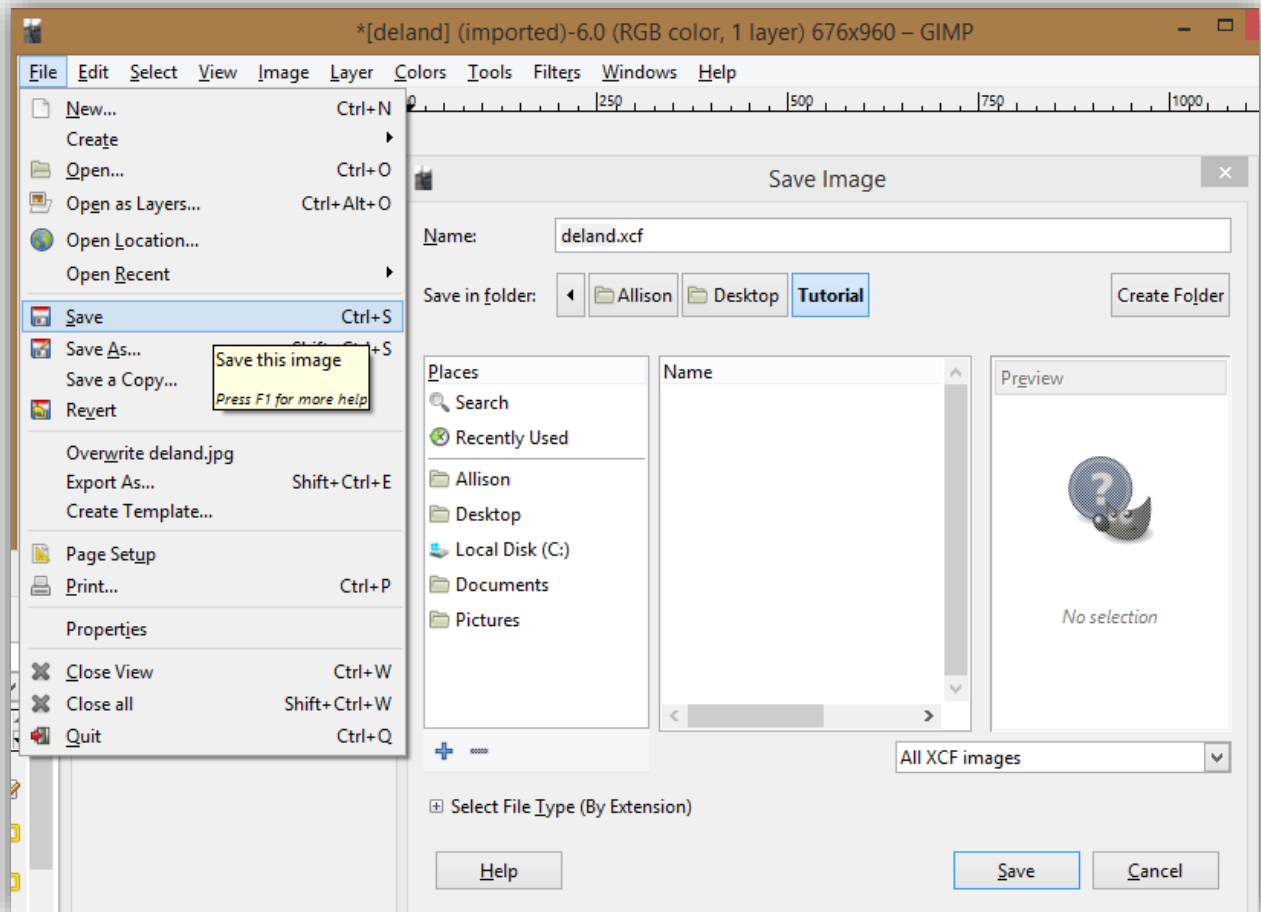 *[deland] (imported)-6.0 (RGB color, 1 layer) 676x960 – GIMP
File Edit Select View Image Layer Colors Tools Filters Windows Help
0 250 500 750 1000
New... Ctrl+N
Create
Open... Ctrl+O
Open as Layers... Ctrl+Alt+O
Open Location...
Open Recent
Save Ctrl+S
Save As... Shift+Ctrl+S
Save a Copy...
Revert
Save this image
Press F1 for more help
Overwrite deland.jpg
Export As... Shift+Ctrl+E
Create Template...
Page Setup
Print... Ctrl+P
Properties
Close View Ctrl+W
Close all Shift+Ctrl+W
Quit Ctrl+Q
Save Image
Name: deland.xcf
Save in folder: Allison Desktop Tutorial Create Folder
Places
Search
Recently Used
Allison
Desktop
Local Disk (C:)
Documents
Pictures
Name
Preview
No selection
All XCF images
Select File Type (By Extension)
Help Save Cancel